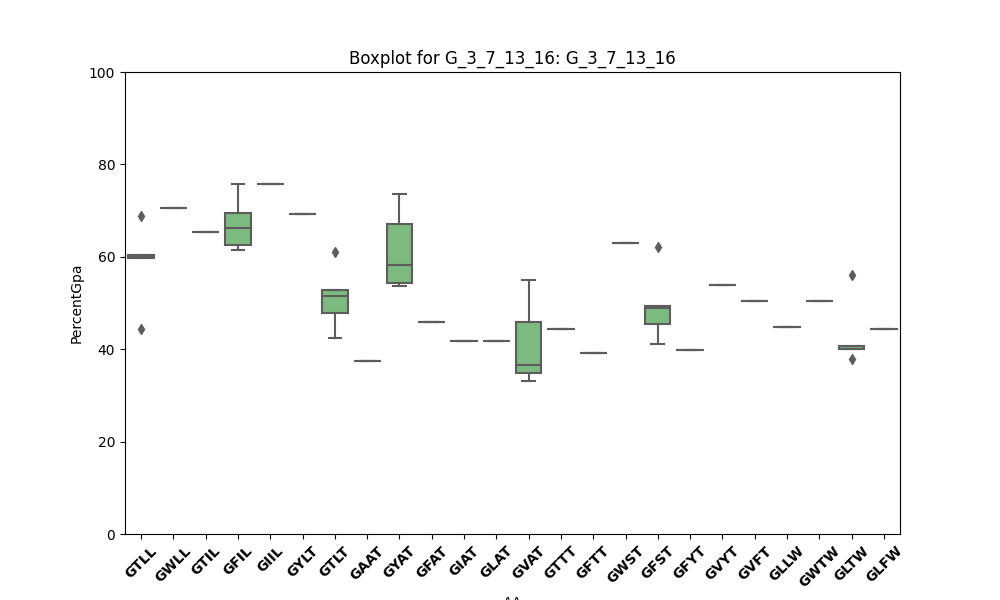 Boxplot for G_3_7_13_16: G_3_7_13_16
100
80
60
40
20
0
PercentGpa
GTLL GWLL GTIL GFIL GIIL GYLT GTLT GAAT GYAT GFAT GIAT GLAT GVAT GTTT GFTT GWST GFST GFYT GVYT GVFT GLLW GWTW GLTW GLFW